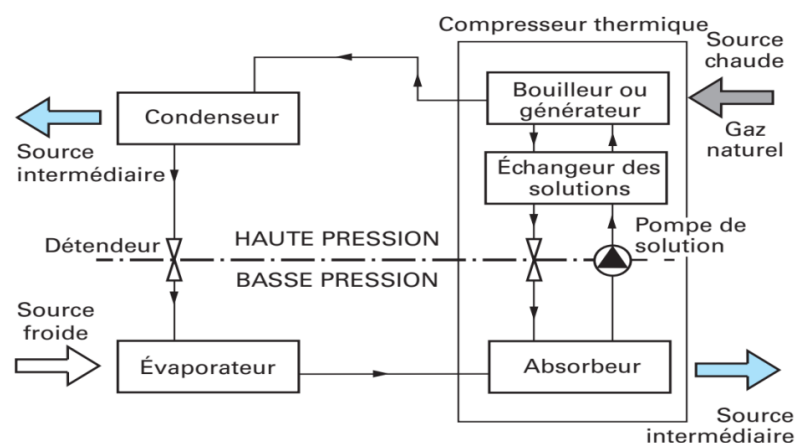 Compresseur thermique
Source
chaude
Bouilleur ou
générateur
Condenseur
Source
intermédiaire
Gaz
naturel
Échangeur des
solutions
Pompe de
solution
Détendeur
HAUTE PRESSION
BASSE PRESSION
Source
froide
Évaporateur
Absorbeur
Source
intermédiaire